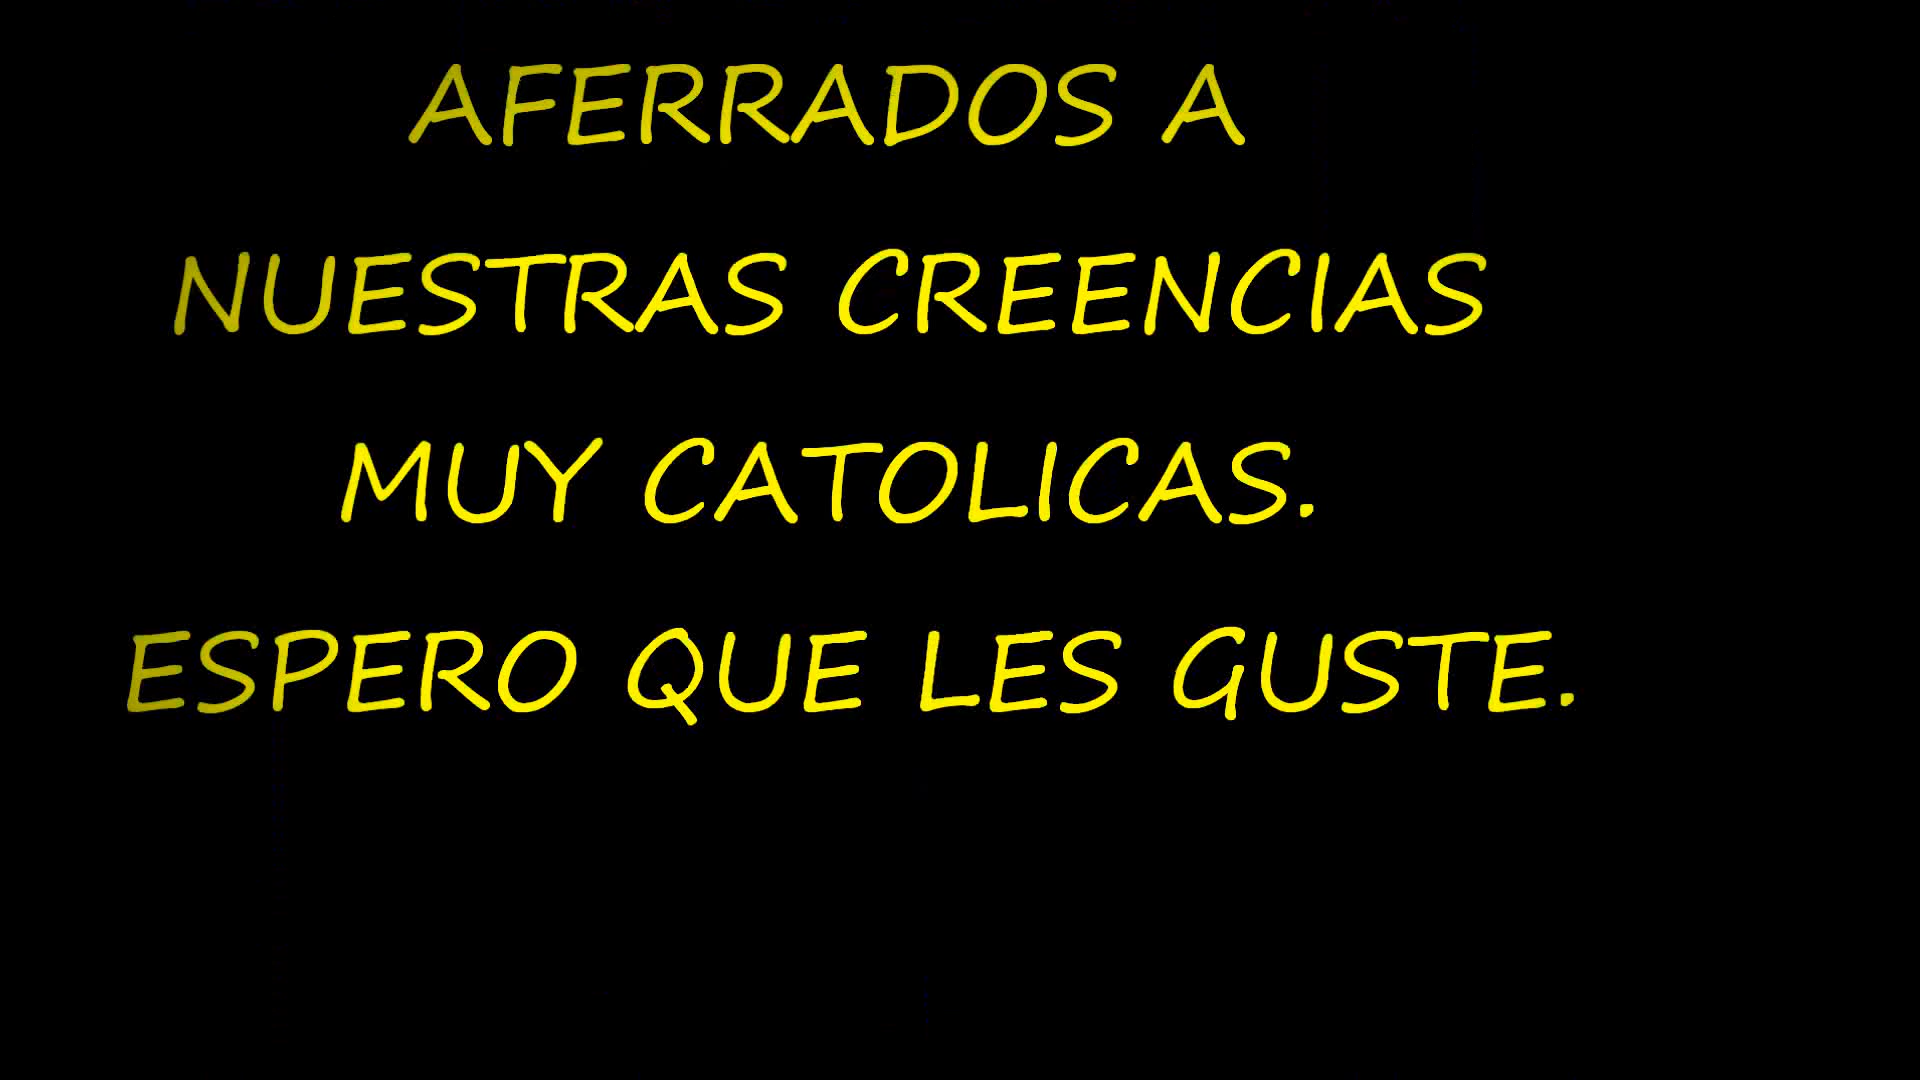 AFERRADOS A
NUESTRAS CREENCIAS
MUY CATOLICAS.
ESPERO QUE LES GUSTE.